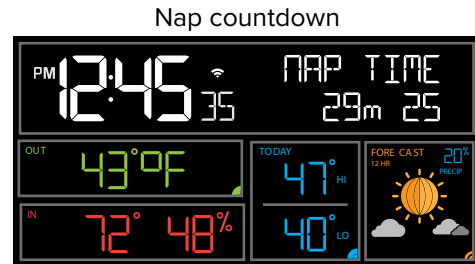 Nap countdown
PM 12:45 35
NAP TIME
29m 25
OUT
43°F
IN
72° 48%
TODAY
47° HI
40° LO
FORE CAST
12 HR
20%
PRECIP